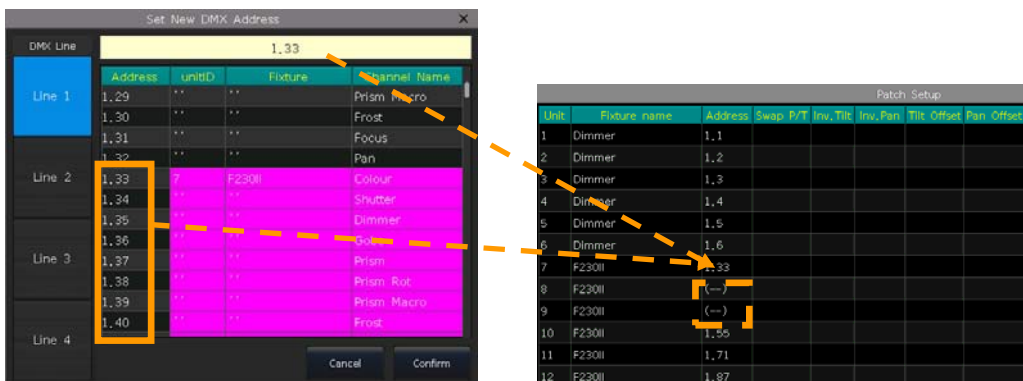 Set New DMX Address ×
DMX Line 1.33
Line 1
Line 2
Line 3
Line 4
Address unitID Fixture Channel Name
1.29 '' '' Prism Macro
1.30 '' '' Frost
1.31 Focus
1.32 '' '' Pan
1.33 7 F230II Colour
1.34 '' '' Shutter
1.35 '' '' Dimmer
1.36 '' '' Gobo
1.37 '' '' Prism
1.38 '' '' Prism Rot
1.39 '' '' Prism Macro
1.40 '' '' Frost
Cancel Confirm
Patch Setup
Unit Fixture name Address Swap P/T Inv.Tilt Inv.Pan Tilt Offset Pan Offset
1 Dimmer 1.1
2 Dimmer 1.2
3 Dimmer 1.3
4 Dimmer 1.4
5 Dimmer 1.5
6 Dimmer 1.6
7 F230II 1.33
8 F230II (--)
9 F230II (--)
10 F230II 1.55
11 F230II 1.71
12 F230II 1.87